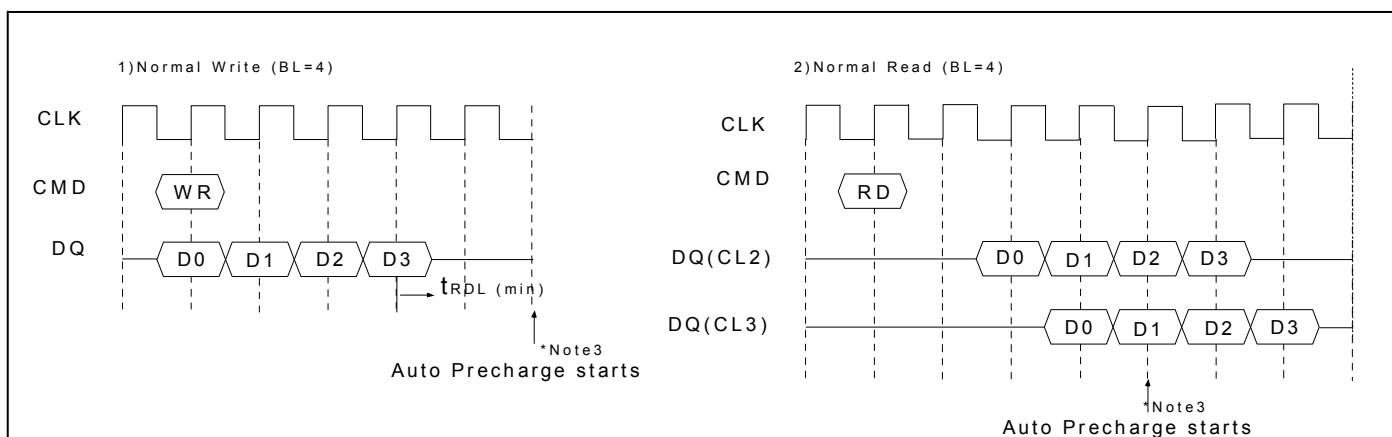 1)Normal Write (BL=4)
CLK
CMD
WR
DQ
D0 D1 D2 D3
tRDL (min)
*Note3
Auto Precharge starts
2)Normal Read (BL=4)
CLK
CMD
RD
DQ(CL2)
D0 D1 D2 D3
DQ(CL3)
D0 D1 D2 D3
*Note3
Auto Precharge starts